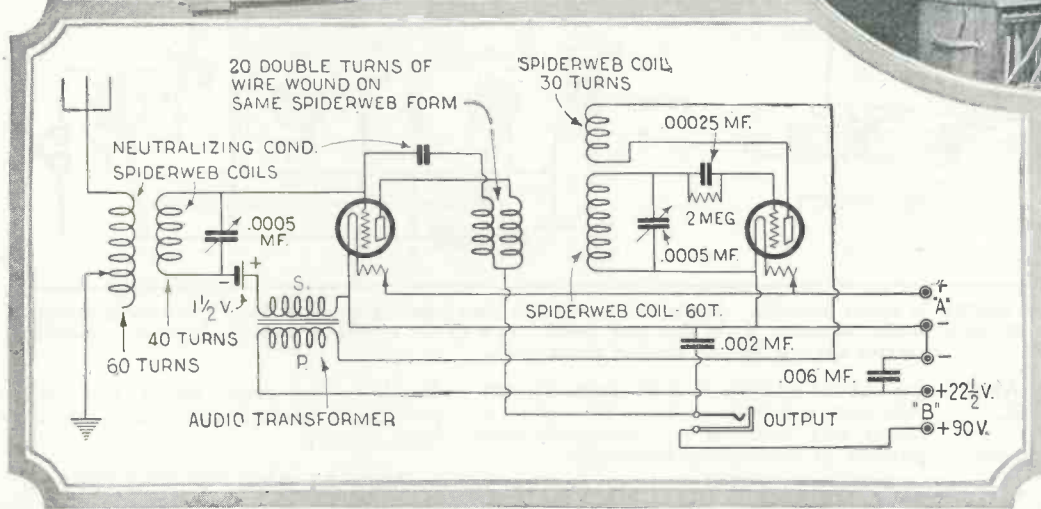 20 DOUBLE TURNS OF
WIRE WOUND ON
SAME SPIDERWEB FORM
NEUTRALIZING COND.
SPIDERWEB COILS
.0005
MF.
+
-
1½ V.
S.
P.
40 TURNS
60 TURNS
AUDIO TRANSFORMER
SPIDERWEB COIL
30 TURNS
.00025 MF.
2 MEG
.0005 MF.
SPIDERWEB COIL-60T.
.002 MF.
.006 MF.
+
"A"
-
-
+22½V.
"B"
+90V.
OUTPUT